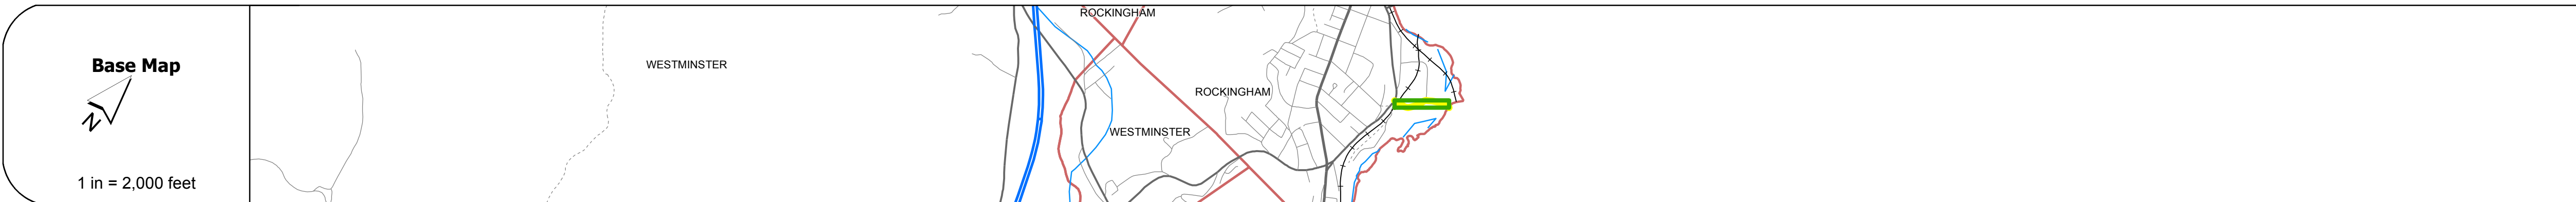 Base Map
N
1 in = 2,000 feet
WESTMINSTER
ROCKINGHAM
ROCKINGHAM
WESTMINSTER